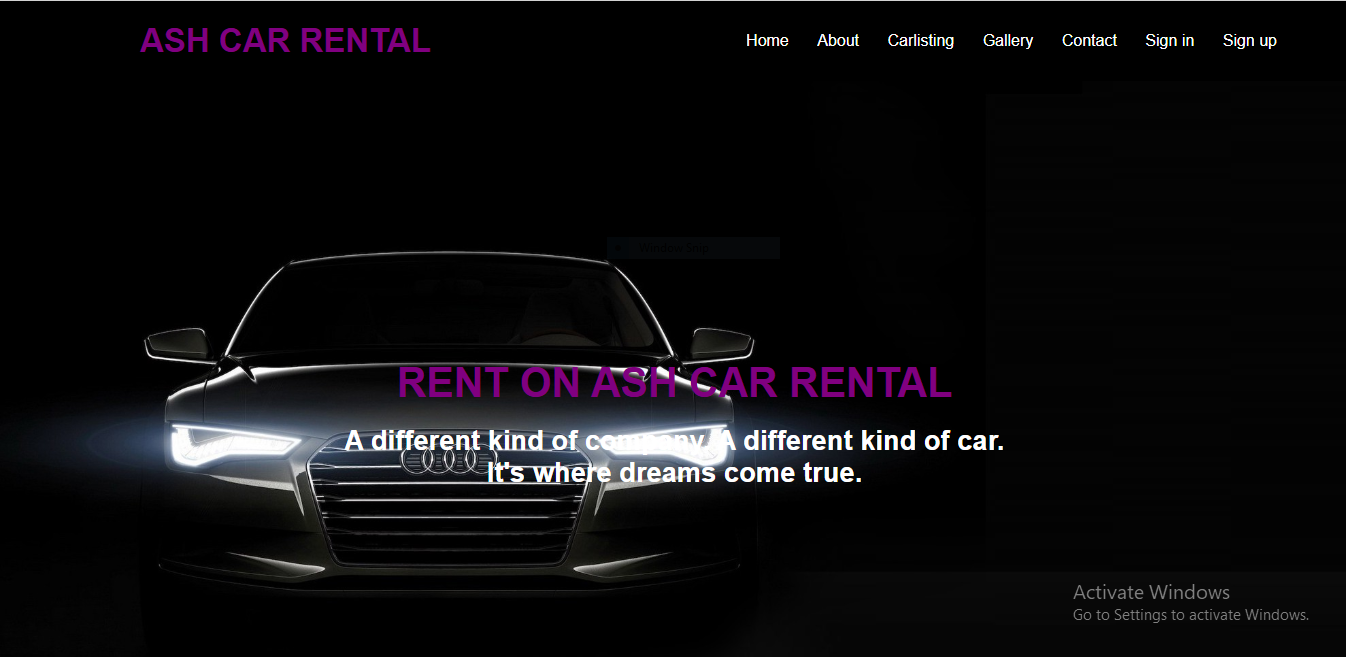 ASH CAR RENTAL
Home About Carlisting Gallery Contact Sign in Sign up
Window Snip
RENT ON ASH CAR RENTAL
A different kind of company. A different kind of car.
It's where dreams come true.
Activate Windows
Go to Settings to activate Windows.